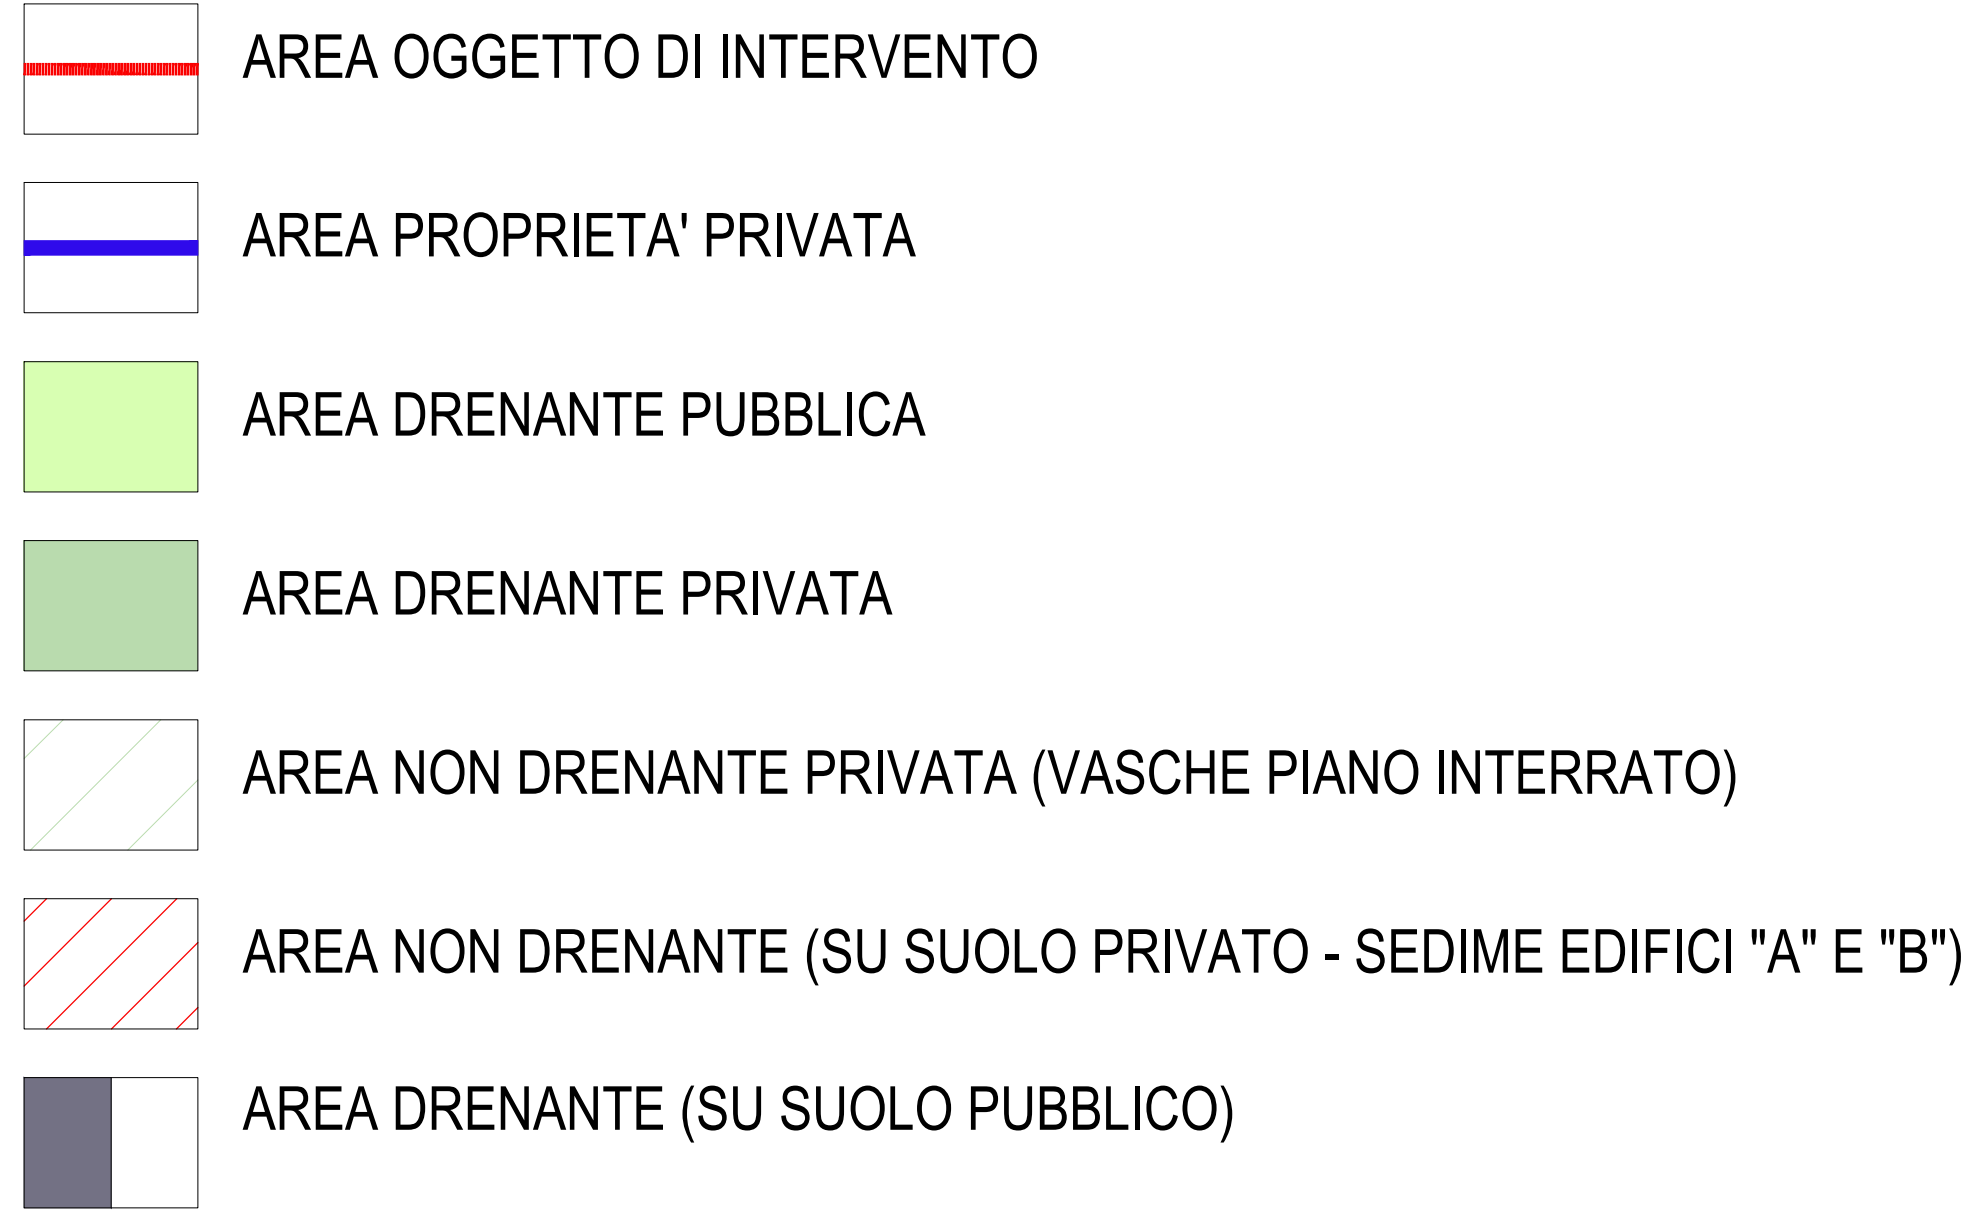 AREA OGGETTO DI INTERVENTO
AREA PROPRIETA' PRIVATA
AREA DRENANTE PUBBLICA
AREA DRENANTE PRIVATA
AREA NON DRENANTE PRIVATA (VASCHE PIANO INTERRATO)
AREA NON DRENANTE (SU SUOLO PRIVATO - SEDIME EDIFICI "A" E "B")
AREA DRENANTE (SU SUOLO PUBBLICO)